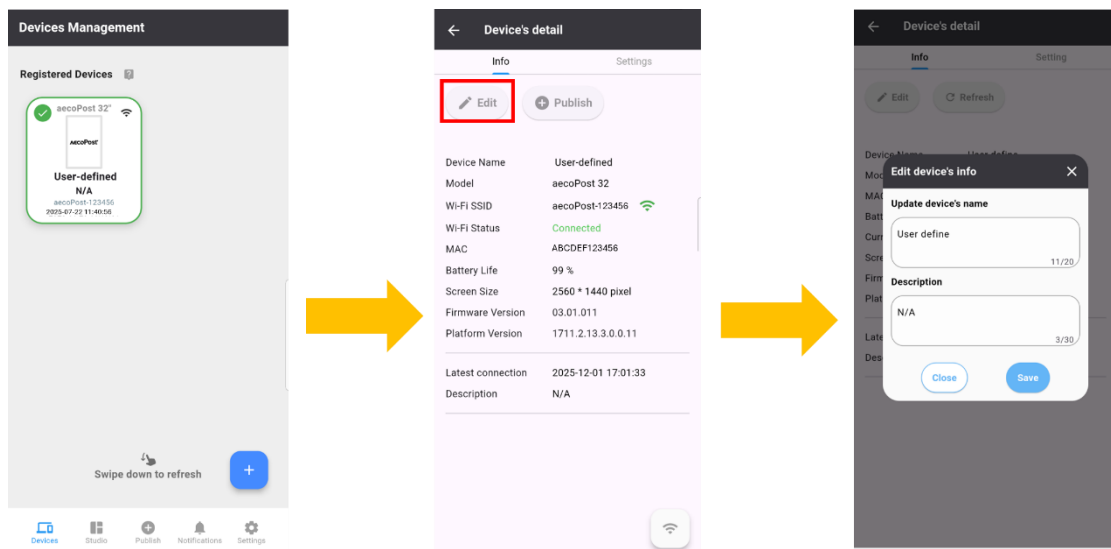 Devices Management
Registered Devices
aecoPost 32"
AECOPOST
User-defined
N/A
aecoPost-123456
2025-07-22 11:40:56
Swipe down to refresh
+
Devices Studio Publish Notifications Settings
Device's detail
Info Settings
Edit Publish
Device Name User-defined
Model aecoPost 32
Wi-Fi SSID aecoPost-123456
Wi-Fi Status Connected
MAC ABCDEF123456
Battery Life 99 %
Screen Size 2560 * 1440 pixel
Firmware Version 03.01.011
Platform Version 1711.2.13.3.0.0.11
Latest connection 2025-12-01 17:01:33
Description N/A
Device's detail
Info Setting
Edit Refresh
Edit device's info
Update device's name
User define
11/20
Description
N/A
3/30
Close Save